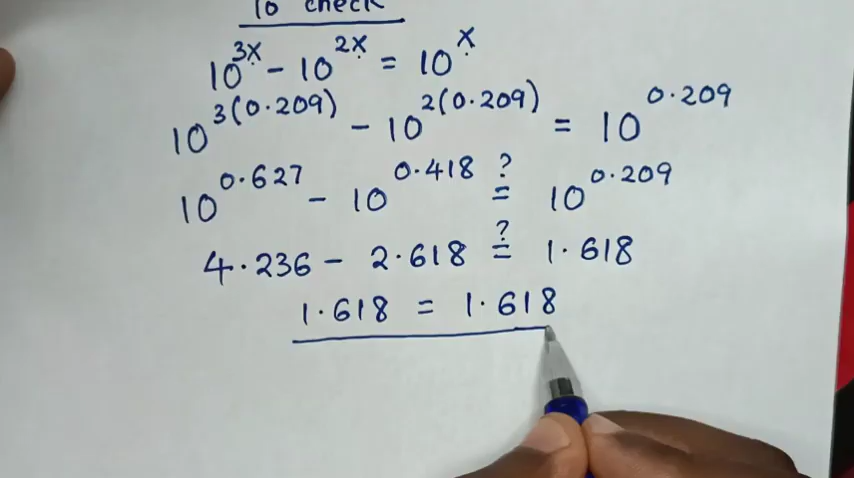 To check
10^{3x} - 10^{2x} = 10^{x}
10^{3(0.209)} - 10^{2(0.209)} = 10^{0.209}
10^{0.627} - 10^{0.418} ≟ 10^{0.209}
4.236 - 2.618 ≟ 1.618
1.618 = 1.618